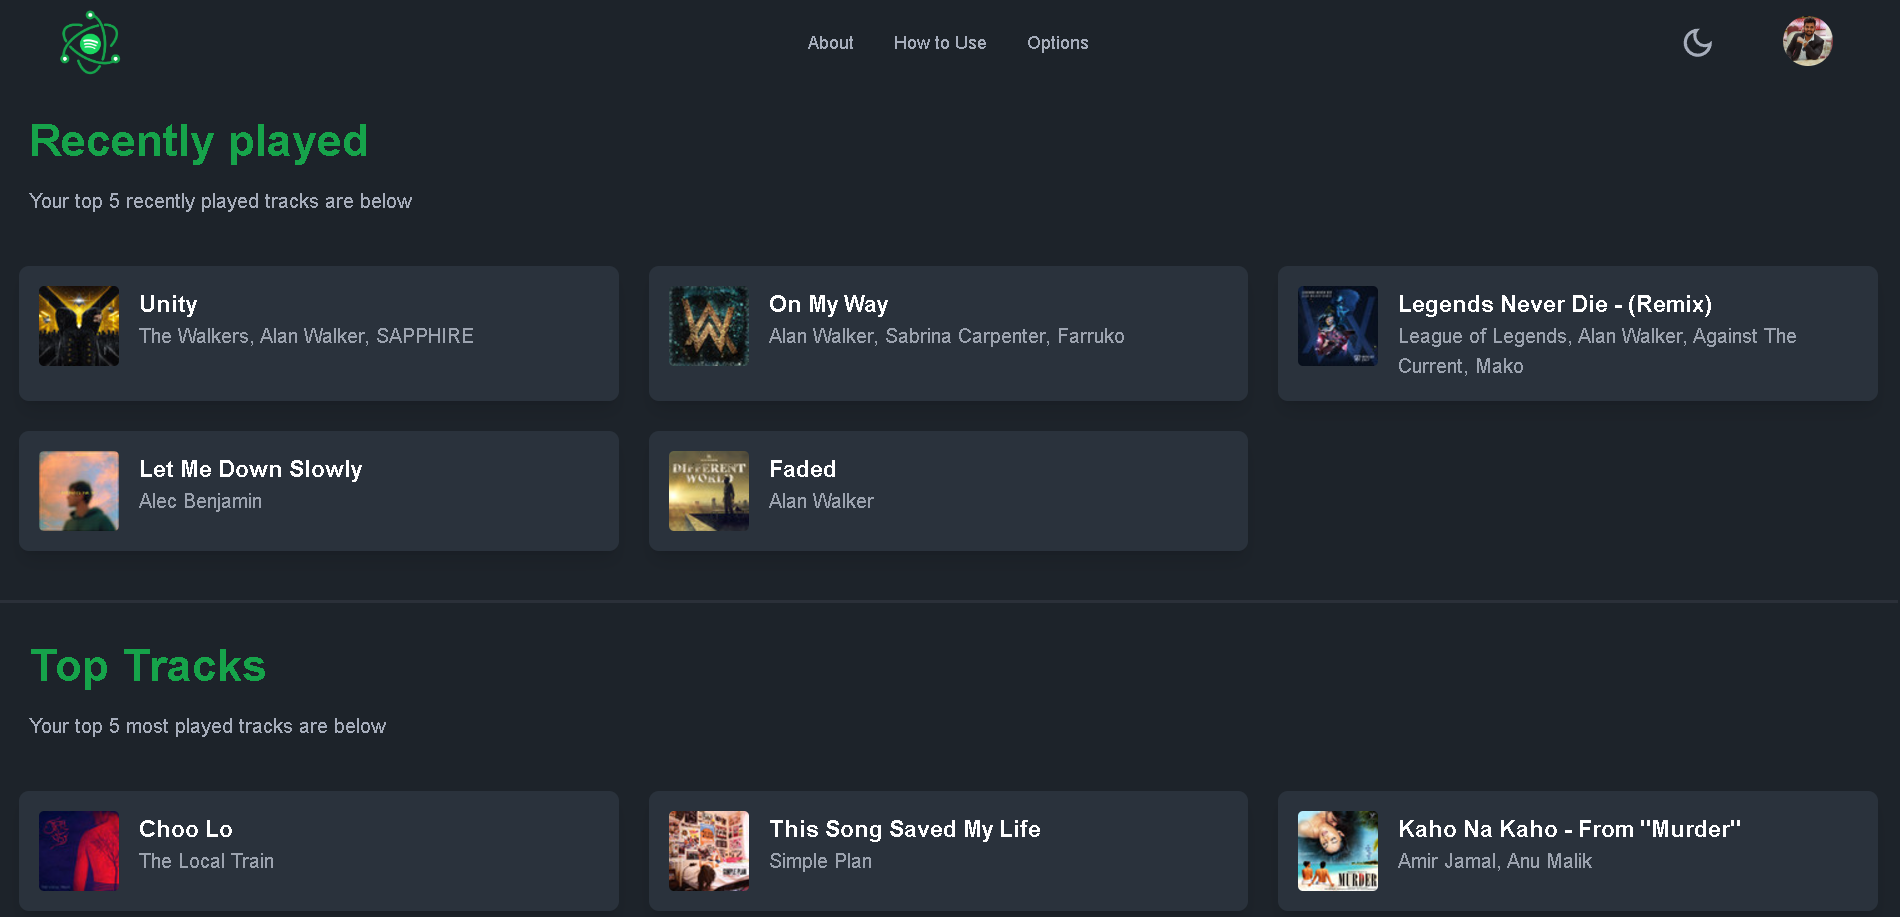 About
How to Use
Options
Recently played
Your top 5 recently played tracks are below
Unity
The Walkers, Alan Walker, SAPPHIRE
On My Way
Alan Walker, Sabrina Carpenter, Farruko
Legends Never Die - (Remix)
League of Legends, Alan Walker, Against The
Current, Mako
Let Me Down Slowly
Alec Benjamin
DIFFERENT
WORLD
Faded
Alan Walker
Top Tracks
Your top 5 most played tracks are below
Choo Lo
The Local Train
SIMPLE PLAN
This Song Saved My Life
Simple Plan
MURDER
Kaho Na Kaho - From "Murder"
Amir Jamal, Anu Malik